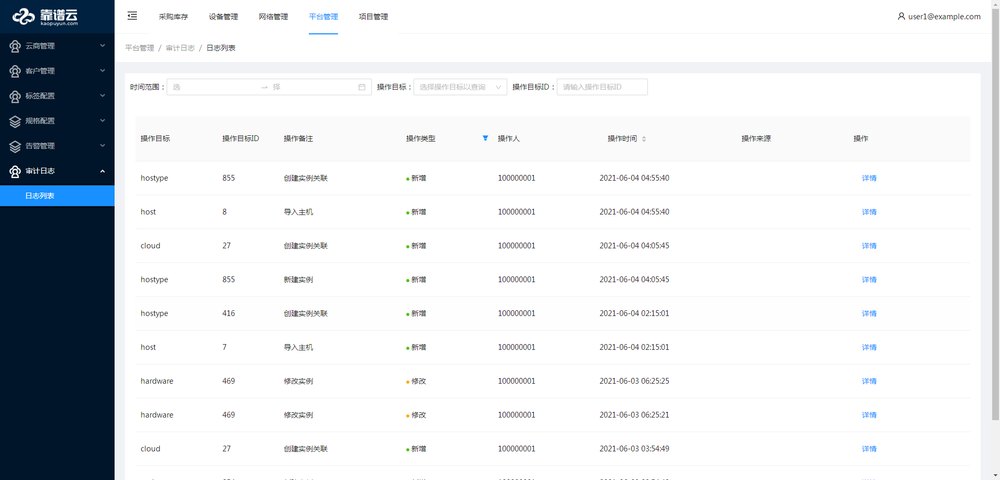 靠谱云
kaopuyun.com
采购库存 设备管理 网络管理 平台管理 项目管理
user1@example.com
云商管理
客户管理
标签配置
规格配置
告警管理
审计日志
日志列表
平台管理 / 审计日志 / 日志列表
时间范围： 选 → 择 操作目标： 选择操作目标以查询 操作目标ID： 请输入操作目标ID
操作目标 操作目标ID 操作备注 操作类型 操作人 操作时间 操作来源 操作
hostype 855 创建实例关联 新增 100000001 2021-06-04 04:55:40 详情
host 8 导入主机 新增 100000001 2021-06-04 04:55:40 详情
cloud 27 创建实例关联 新增 100000001 2021-06-04 04:05:45 详情
hostype 855 新建实例 新增 100000001 2021-06-04 04:05:45 详情
hostype 416 创建实例关联 新增 100000001 2021-06-04 02:15:01 详情
host 7 导入主机 新增 100000001 2021-06-04 02:15:01 详情
hardware 469 修改实例 修改 100000001 2021-06-03 06:25:25 详情
hardware 469 修改实例 修改 100000001 2021-06-03 06:25:21 详情
cloud 27 创建实例关联 新增 100000001 2021-06-03 03:54:49 详情